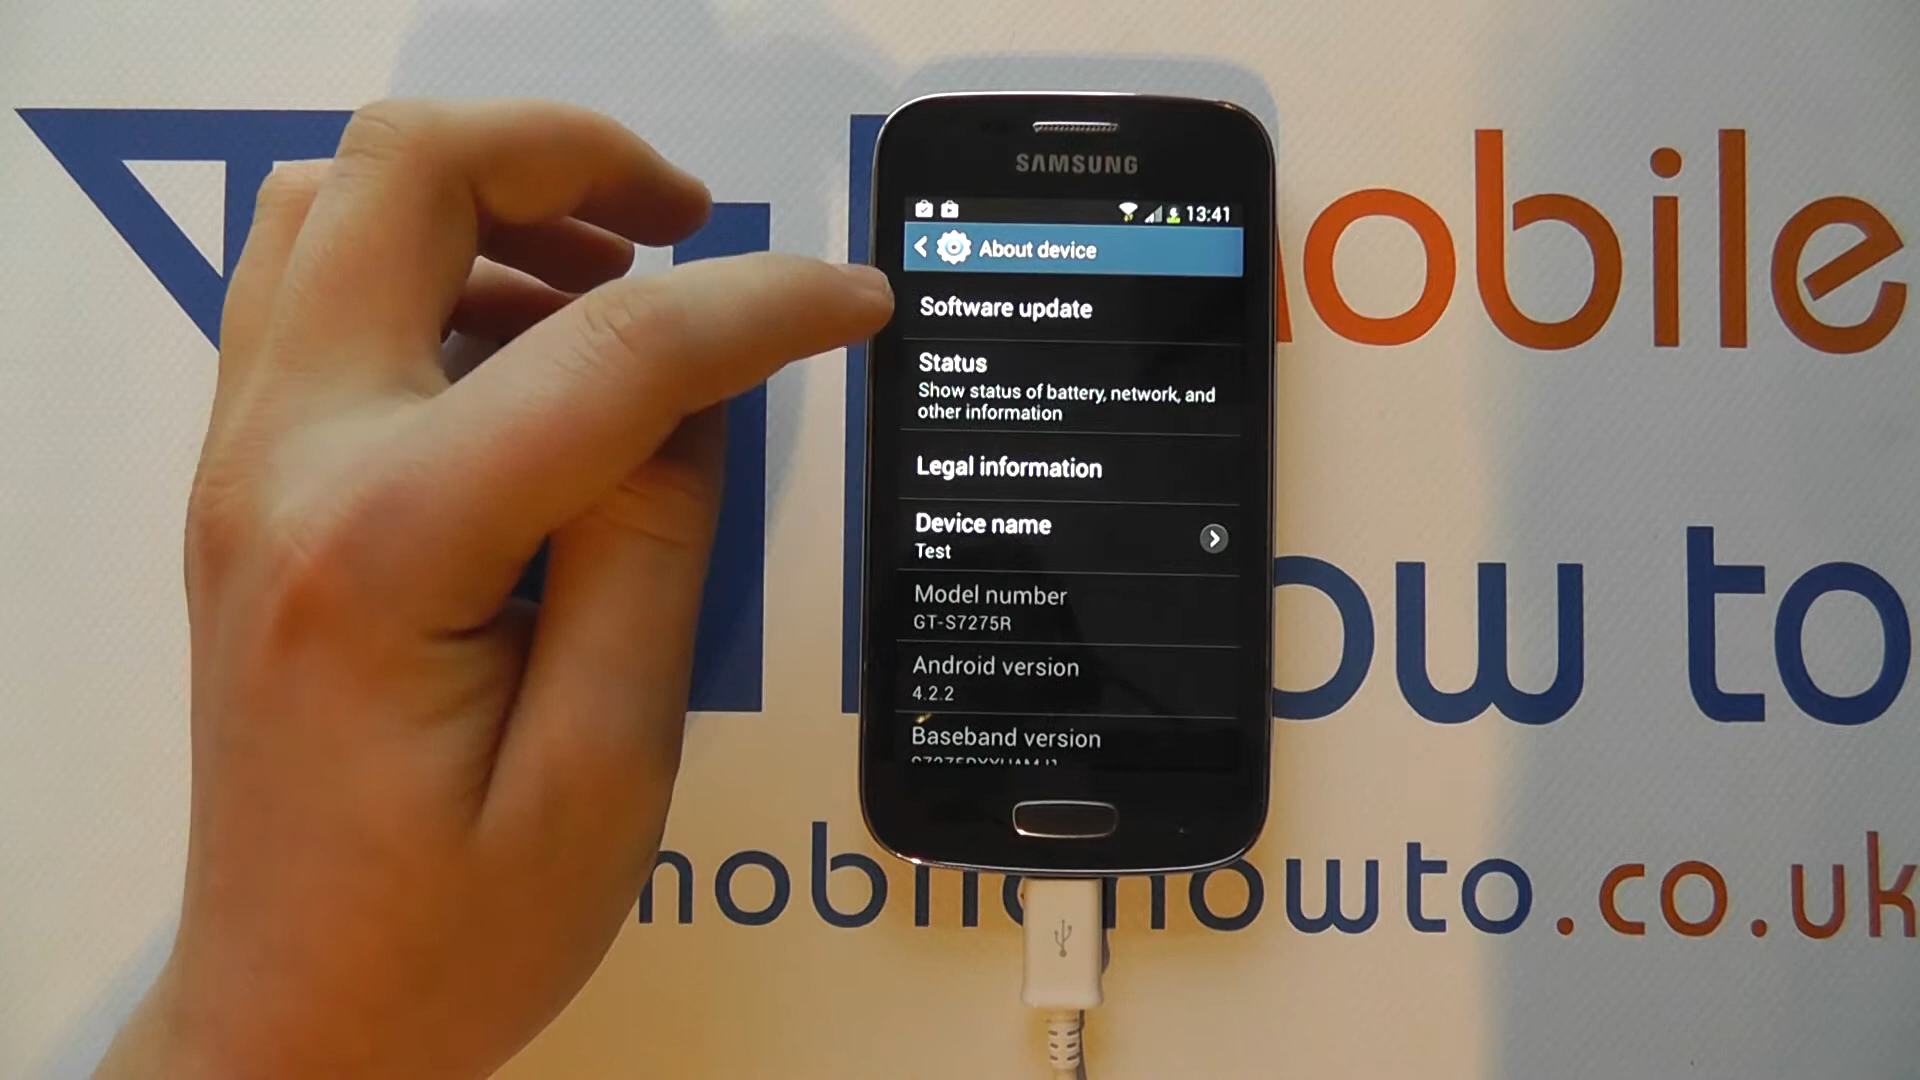 SAMSUNG
13:41
About device
Software update
Status
Show status of battery, network, and
other information
Legal information
Device name
Test
Model number
GT-S7275R
Android version
4.2.2
Baseband version
obile
ow to
mobilehowto.co.uk